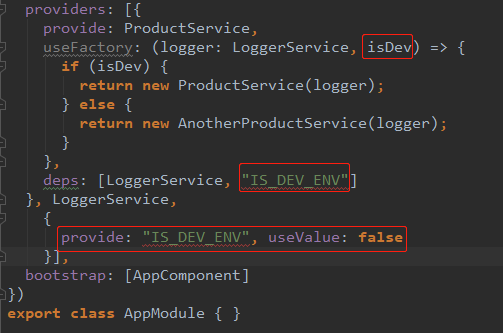 providers: [{
provide: ProductService,
useFactory: (logger: LoggerService, isDev) => {
if (isDev) {
return new ProductService(logger);
} else {
return new AnotherProductService(logger);
}
},
deps: [LoggerService, "IS_DEV_ENV"]
}, LoggerService,
{
provide: "IS_DEV_ENV", useValue: false
}],
bootstrap: [AppComponent]
})
export class AppModule { }